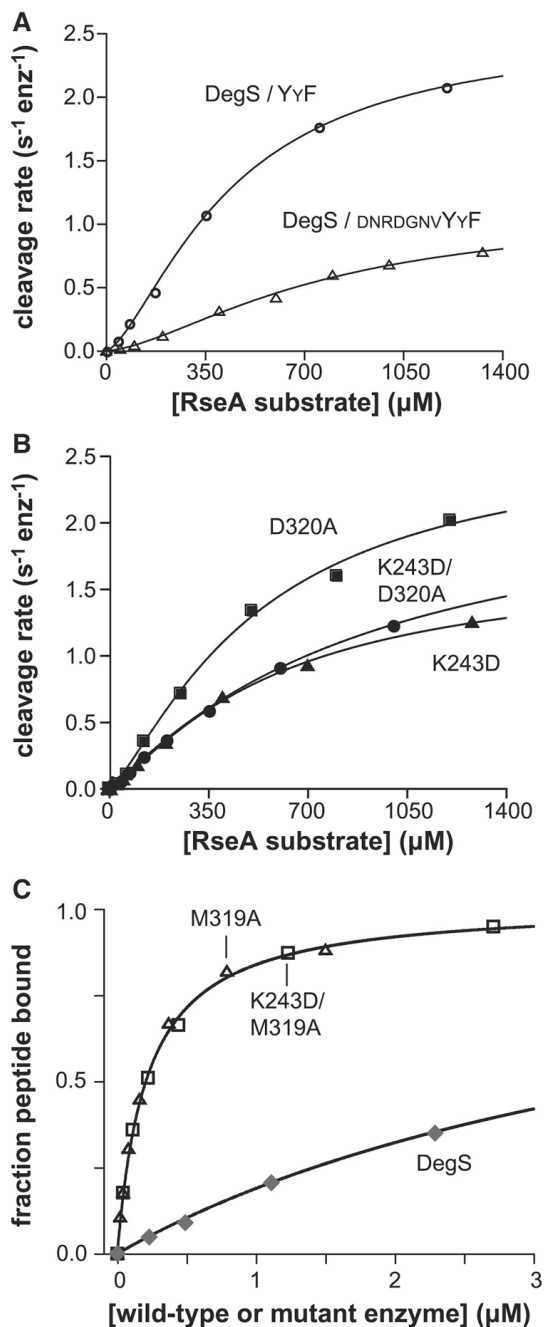 A
cleavage rate (s⁻¹ enz⁻¹)
2.5
2.0
1.5
1.0
0.5
0.0
DegS / YYF
DegS / DNRDGNVYYF
0 350 700 1050 1400
[RseA substrate] (µM)
B
cleavage rate (s⁻¹ enz⁻¹)
2.5
2.0
1.5
1.0
0.5
0.0
D320A
K243D/
D320A
K243D
0 350 700 1050 1400
[RseA substrate] (µM)
C
fraction peptide bound
1.0
0.5
0.0
M319A
K243D/
M319A
DegS
0 1 2 3
[wild-type or mutant enzyme] (µM)